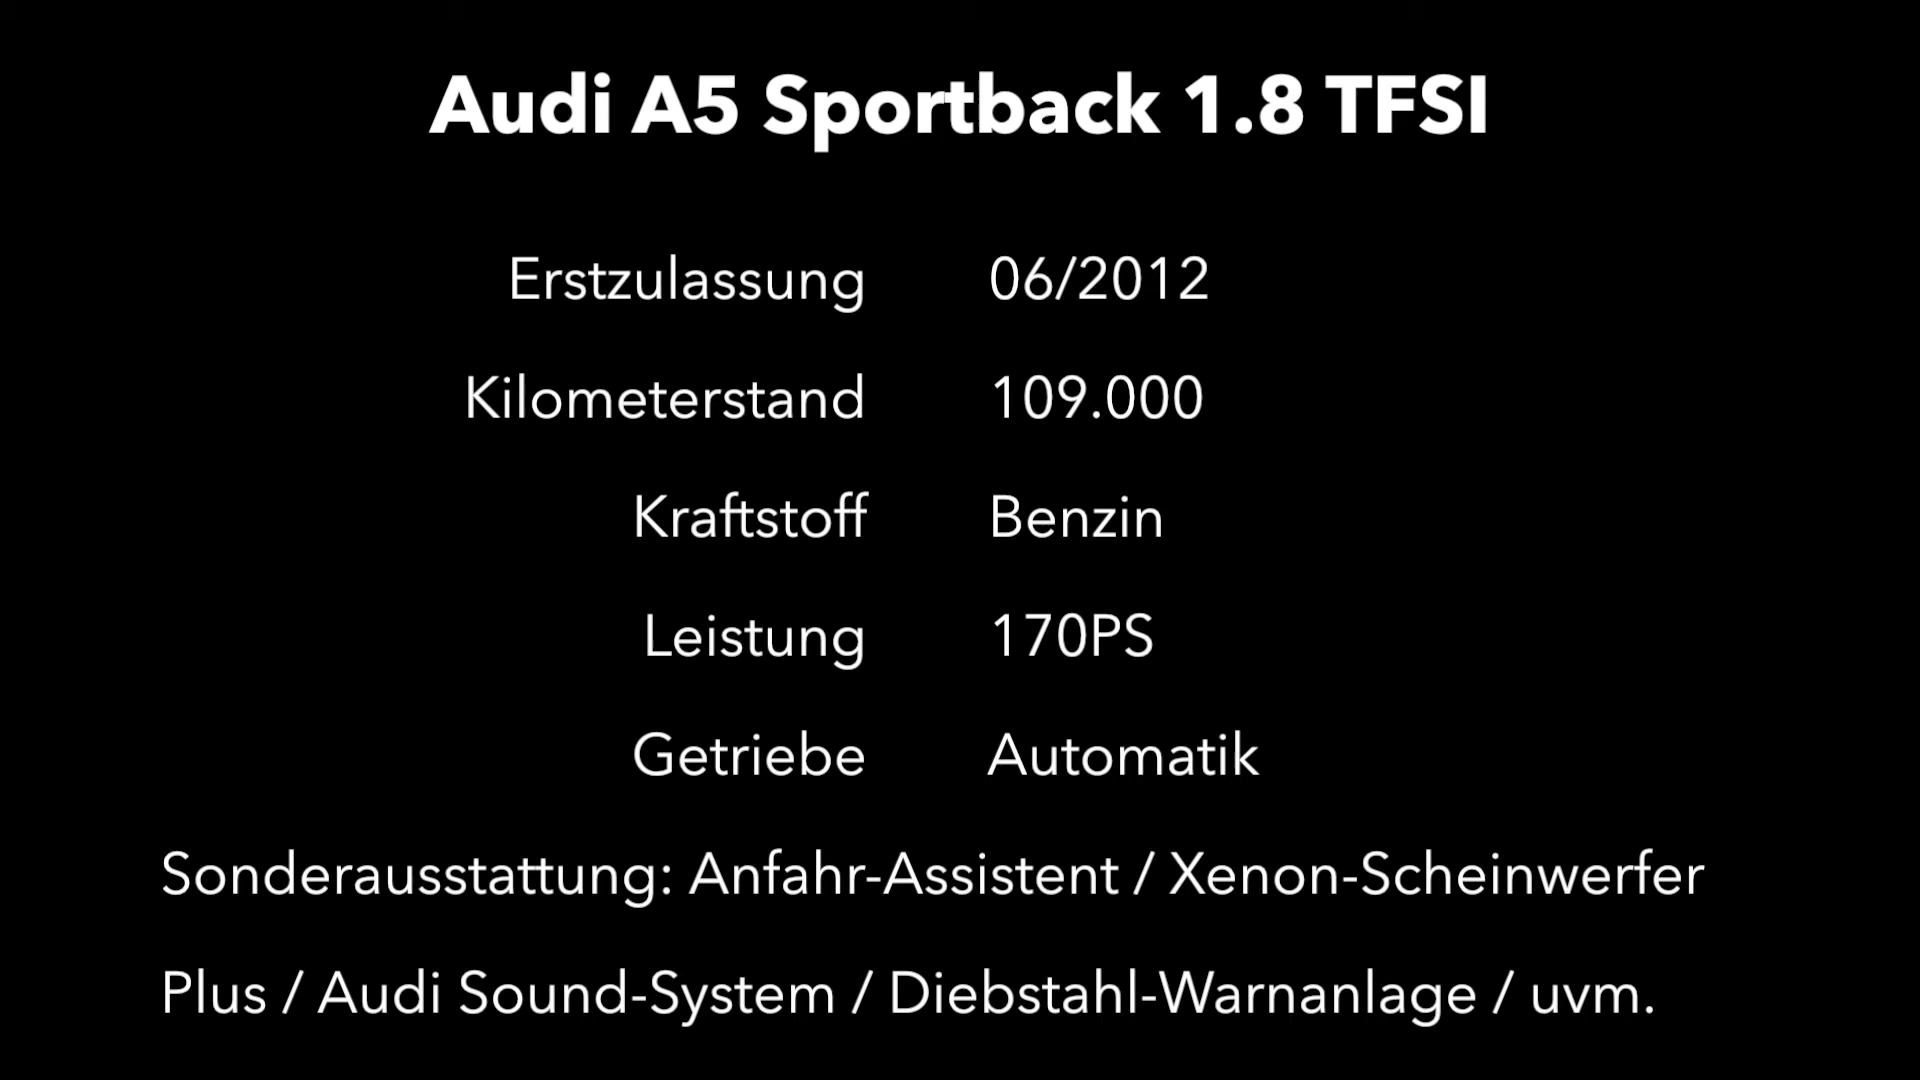 Audi A5 Sportback 1.8 TFSI
Erstzulassung 06/2012
Kilometerstand 109.000
Kraftstoff Benzin
Leistung 170PS
Getriebe Automatik
Sonderausstattung: Anfahr-Assistent / Xenon-Scheinwerfer
Plus / Audi Sound-System / Diebstahl-Warnanlage / uvm.